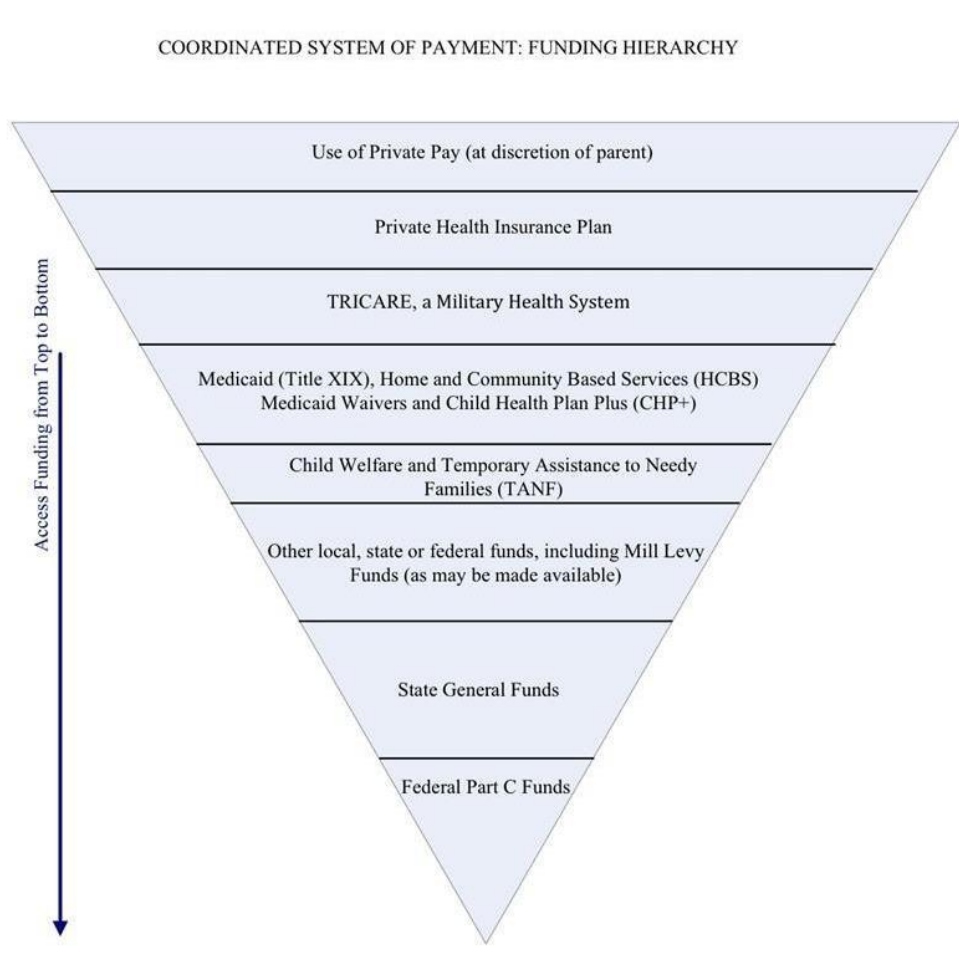 COORDINATED SYSTEM OF PAYMENT: FUNDING HIERARCHY
Use of Private Pay (at discretion of parent)
Private Health Insurance Plan
TRICARE, a Military Health System
Medicaid (Title XIX), Home and Community Based Services (HCBS)
Medicaid Waivers and Child Health Plan Plus (CHP+)
Child Welfare and Temporary Assistance to Needy
Families (TANF)
Other local, state or federal funds, including Mill Levy
Funds (as may be made available)
State General Funds
Federal Part C Funds
Access Funding from Top to Bottom